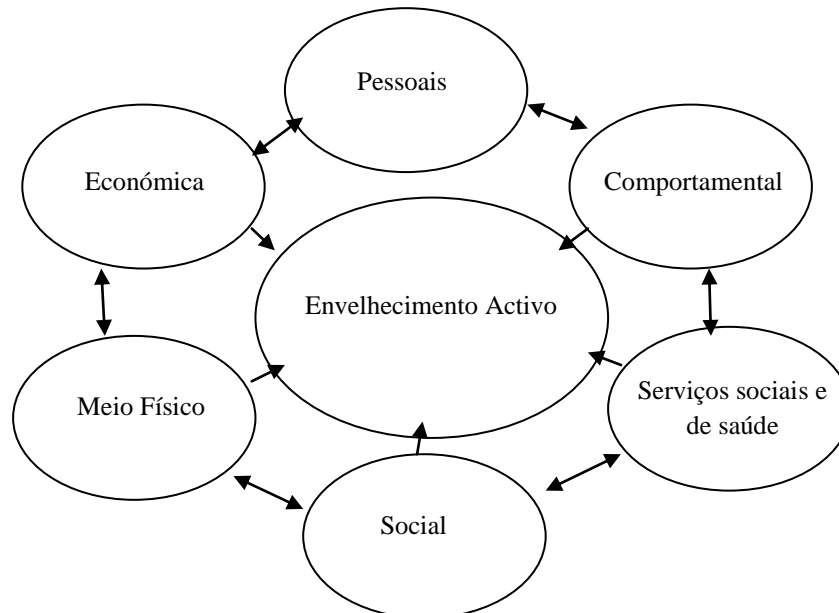 Pessoais
Económica
Comportamental
Envelhecimento Activo
Meio Físico
Serviços sociais e
de saúde
Social